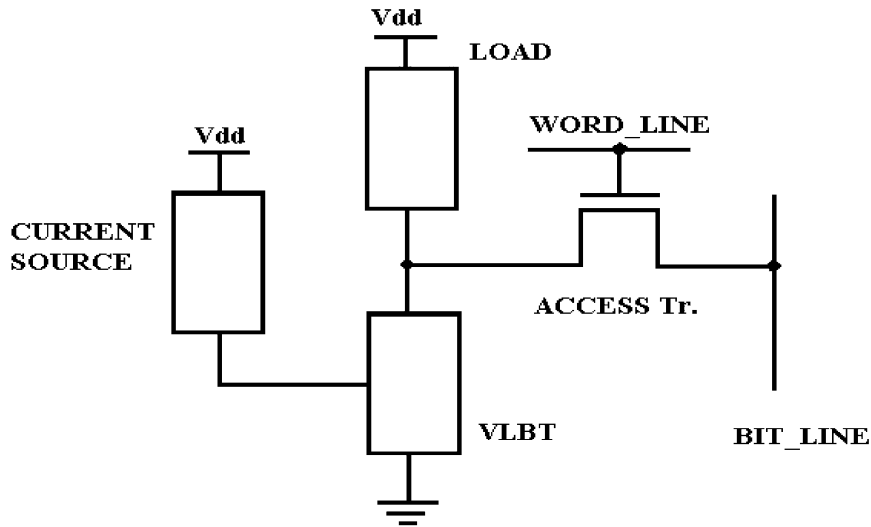 Vdd
LOAD
Vdd
WORD_LINE
CURRENT
SOURCE
ACCESS Tr.
VLBT
BIT_LINE